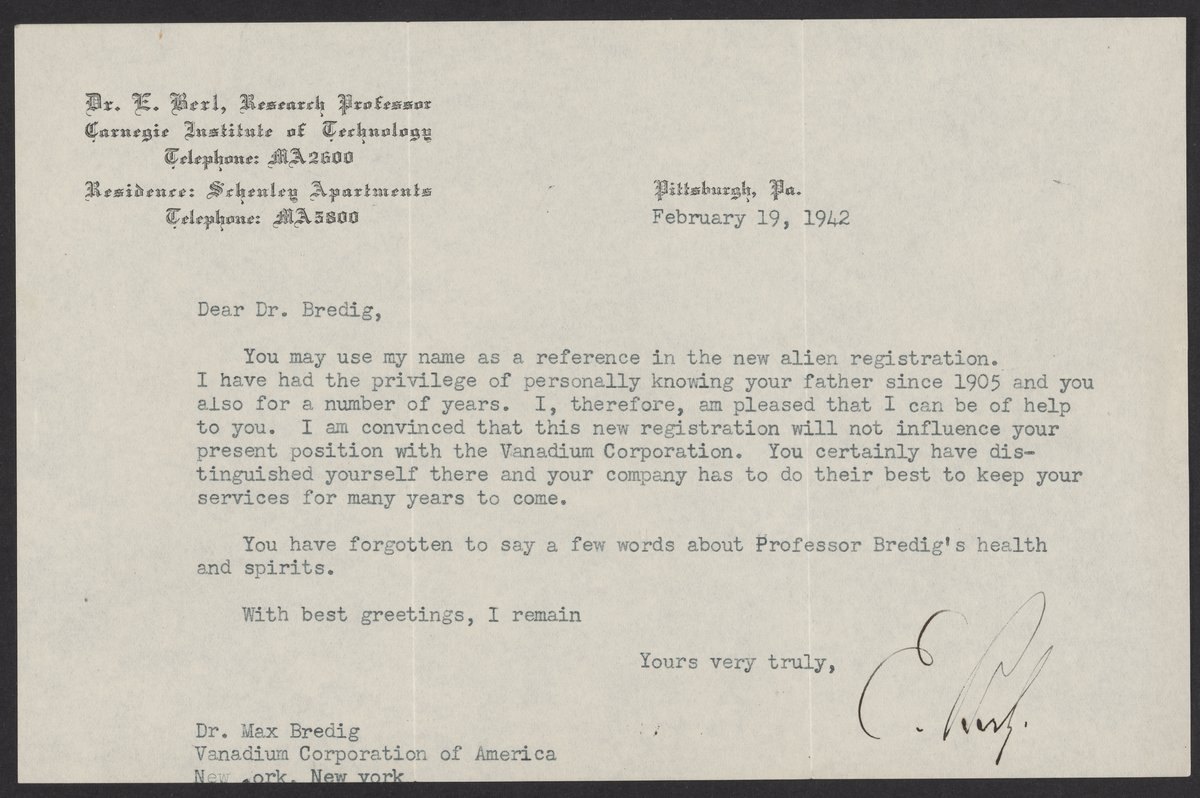 Dr. E. Berl, Research Professor
Carnegie Institute of Technology
Telephone: MA2600
Residence: Schenley Apartments
Telephone: MA5800
Pittsburgh, Pa.
February 19, 1942
Dear Dr. Bredig,
You may use my name as a reference in the new alien registration.
I have had the privilege of personally knowing your father since 1905 and you
also for a number of years. I, therefore, am pleased that I can be of help
to you. I am convinced that this new registration will not influence your
present position with the Vanadium Corporation. You certainly have dis-
tinguished yourself there and your company has to do their best to keep your
services for many years to come.
You have forgotten to say a few words about Professor Bredig's health
and spirits.
With best greetings, I remain
Yours very truly,
E. Berl.
Dr. Max Bredig
Vanadium Corporation of America
New .ork, New york